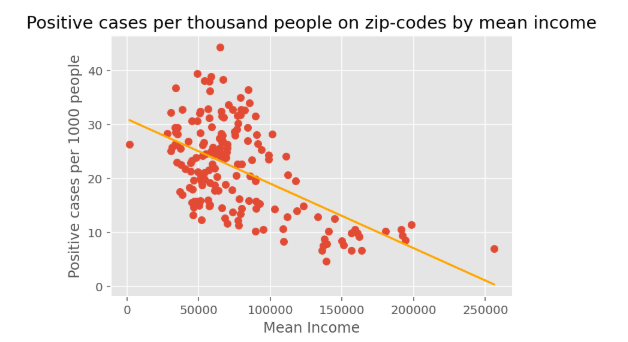 Positive cases per thousand people on zip-codes by mean income
Positive cases per 1000 people
40
30
20
10
0
0 50000 100000 150000 200000 250000
Mean Income